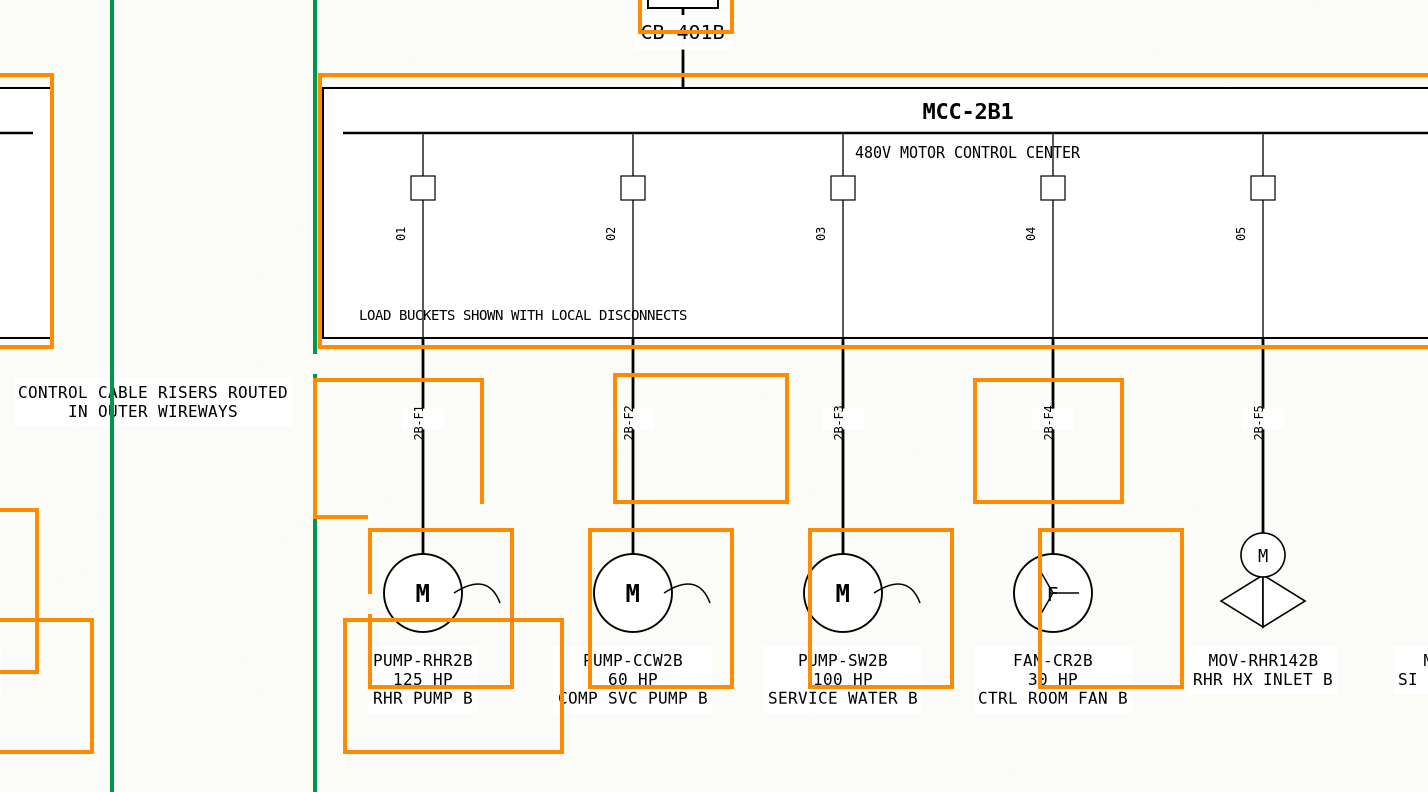 CB-401B
MCC-2B1
480V MOTOR CONTROL CENTER
01
02
03
04
05
LOAD BUCKETS SHOWN WITH LOCAL DISCONNECTS
CONTROL CABLE RISERS ROUTED
IN OUTER WIREWAYS
2B-F1
2B-F2
2B-F3
2B-F4
2B-F5
M
M
M
F
M
PUMP-RHR2B
125 HP
RHR PUMP B
PUMP-CCW2B
60 HP
COMP SVC PUMP B
PUMP-SW2B
100 HP
SERVICE WATER B
FAN-CR2B
30 HP
CTRL ROOM FAN B
MOV-RHR142B
RHR HX INLET B
SI